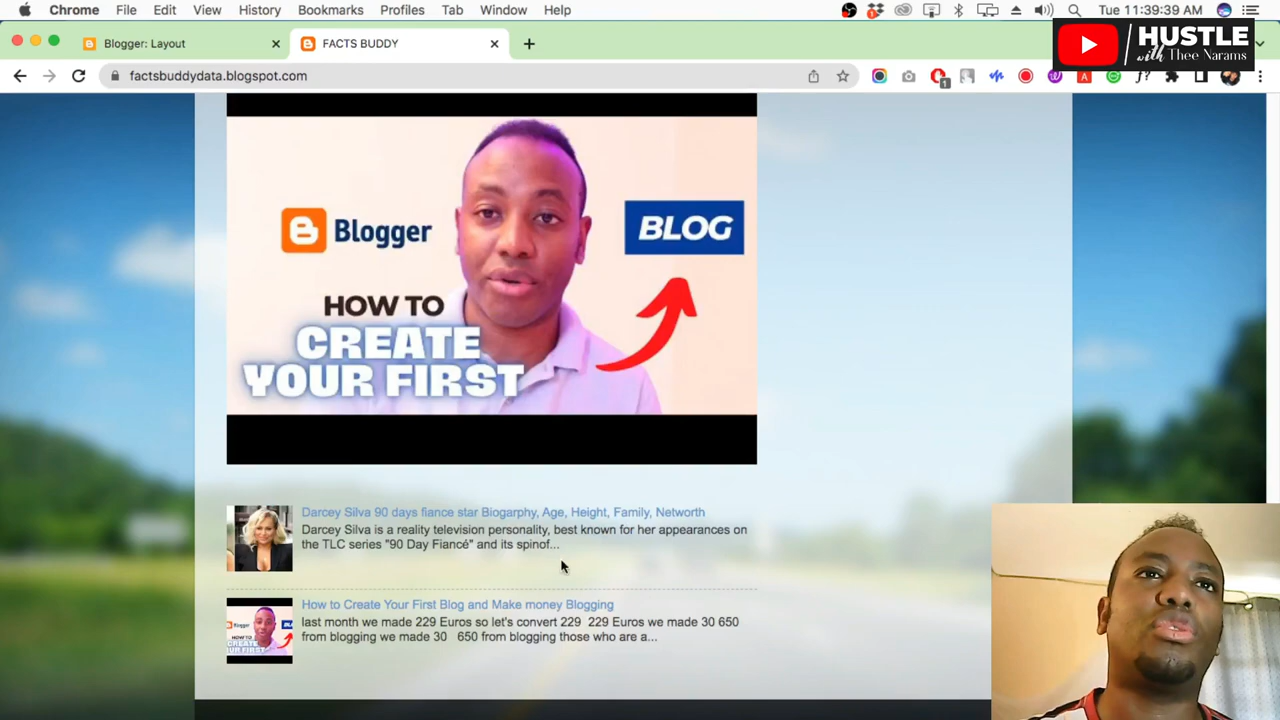 Chrome File Edit View History Bookmarks Profiles Tab Window Help Tue 11:39:39 AM
HUSTLE
with Thee Narams
Blogger: Layout
FACTS BUDDY
factsbuddydata.blogspot.com
1
Blogger
BLOG
HOW TO
CREATE
YOUR FIRST
Darcey Silva 90 days fiance star Biogarphy, Age, Height, Family, Networth
Darcey Silva is a reality television personality, best known for her appearances on
the TLC series "90 Day Fiancé" and its spinof...
How to Create Your First Blog and Make money Blogging
last month we made 229 Euros so let's convert 229 229 Euros we made 30 650
from blogging we made 30 650 from blogging those who are a...